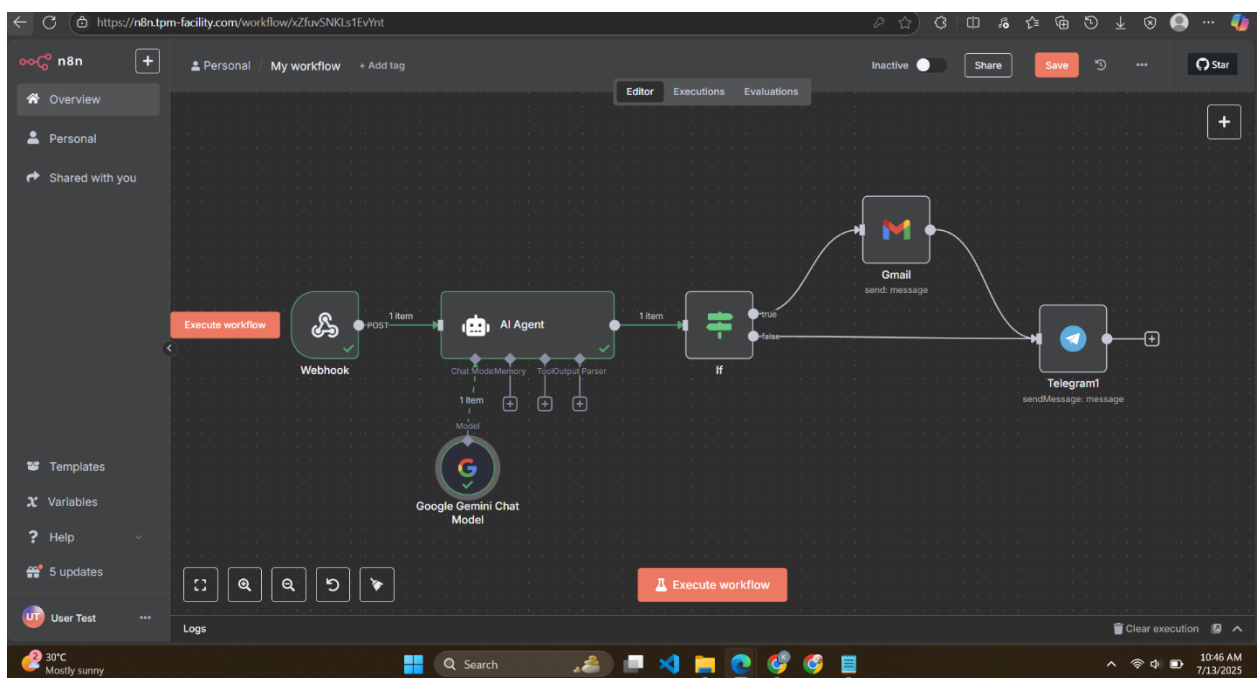 https://n8n.tpm-facility.com/workflow/xZfuvSNKLs1EvYnt
n8n
+
Personal / My workflow + Add tag
Inactive
Share
Save
...
Star
Editor Executions Evaluations
Overview
Personal
Shared with you
Gmail
send: message
Execute workflow
POST
1 item
AI Agent
1 item
true
false
Webhook
Chat Model
Memory
Tool
Output Parser
If
Telegram1
sendMessage: message
1 item
Model
Google Gemini Chat
Model
Templates
Variables
? Help
5 updates
Execute workflow
UT User Test ...
Logs
Clear execution
2
30°C
Mostly sunny
Search
10:46 AM
7/13/2025